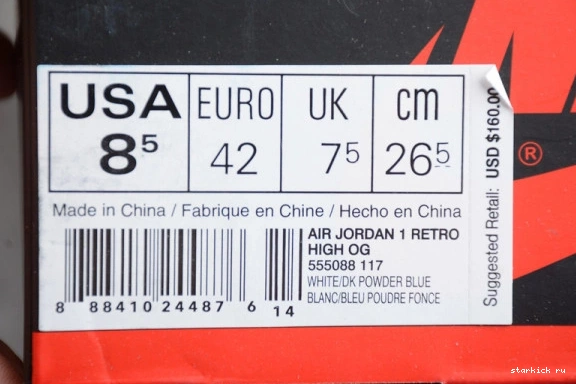 USA EURO UK cm
8⁵ 42 7⁵ 26⁵
Made in China / Fabrique en Chine / Hecho en China
AIR JORDAN 1 RETRO
HIGH OG
555088 117
WHITE/DK POWDER BLUE
BLANC/BLEU POUDRE FONCE
8 88410 24487 6 14
Suggested Retail: USD $160.00
®
starkick ru